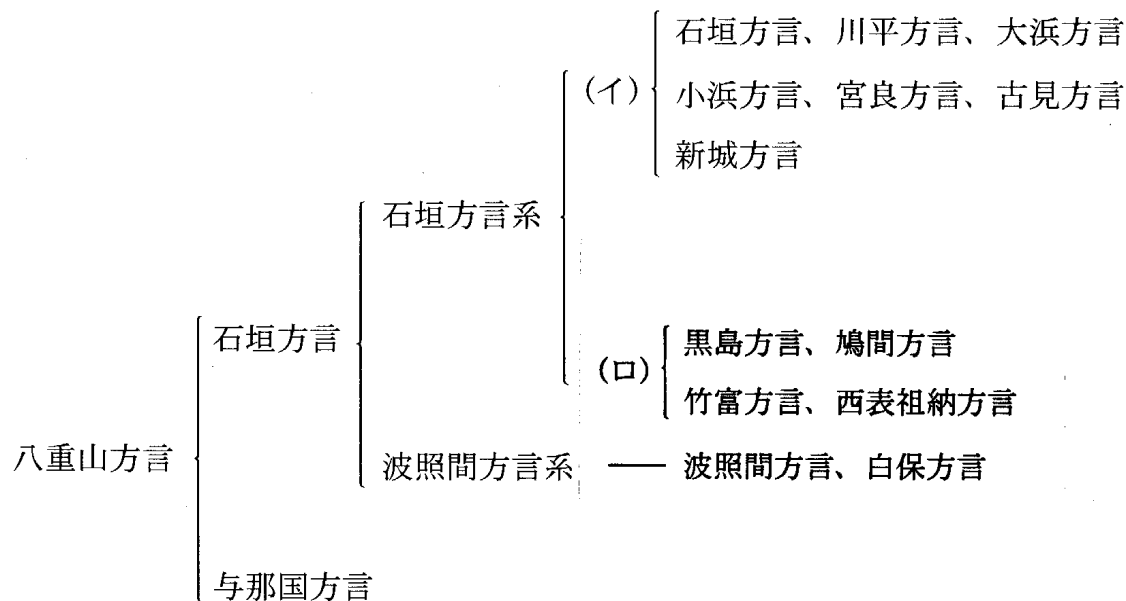 石垣方言、川平方言、大浜方言
(イ) 小浜方言、宮良方言、古見方言
新城方言
石垣方言系
石垣方言
(ロ) 黒島方言、鳩間方言
竹富方言、西表祖納方言
八重山方言
波照間方言系 ── 波照間方言、白保方言
与那国方言